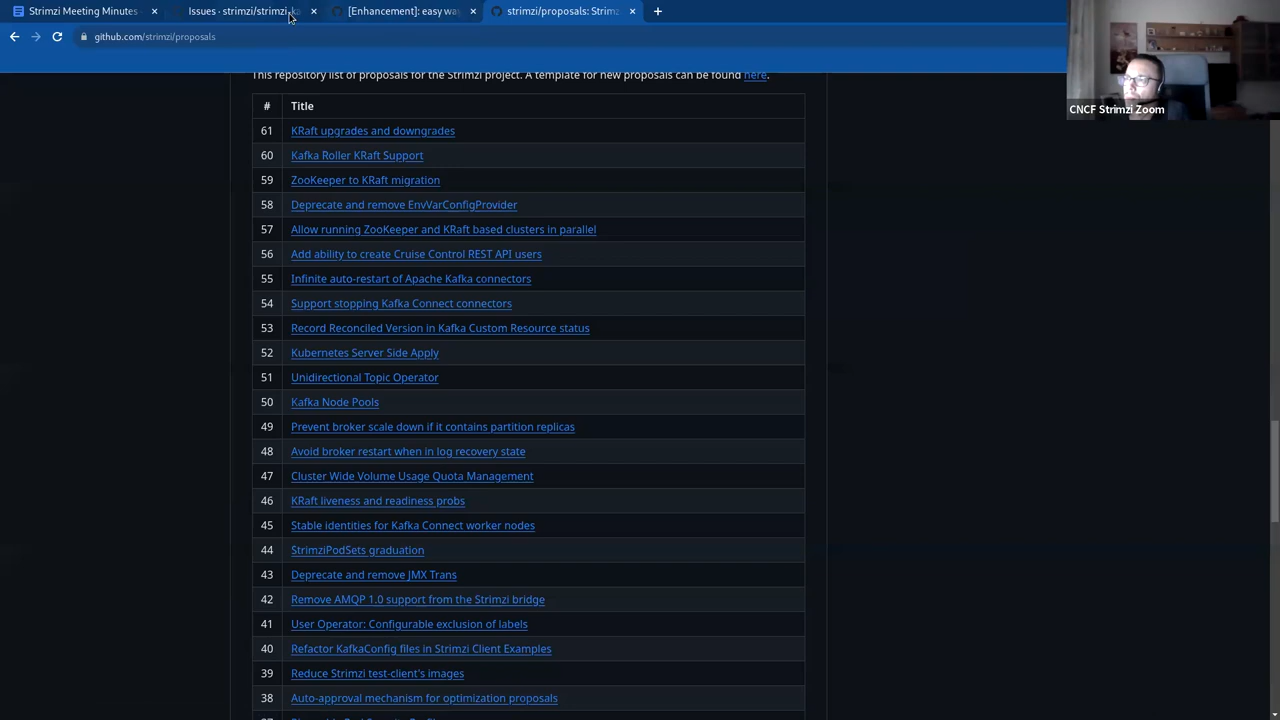 Strimzi Meeting Minutes
Issues · strimzi/strimzi-
[Enhancement]: easy
strimzi/proposals: Strimz
github.com/strimzi/proposals
CNCF Strimzi Zoom
This repository list of proposals for the Strimzi project. A template for new proposals can be found here.
# Title
61 KRaft upgrades and downgrades
60 Kafka Roller KRaft Support
59 ZooKeeper to KRaft migration
58 Deprecate and remove EnvVarConfigProvider
57 Allow running ZooKeeper and KRaft based clusters in parallel
56 Add ability to create Cruise Control REST API users
55 Infinite auto-restart of Apache Kafka connectors
54 Support stopping Kafka Connect connectors
53 Record Reconciled Version in Kafka Custom Resource status
52 Kubernetes Server Side Apply
51 Unidirectional Topic Operator
50 Kafka Node Pools
49 Prevent broker scale down if it contains partition replicas
48 Avoid broker restart when in log recovery state
47 Cluster Wide Volume Usage Quota Management
46 KRaft liveness and readiness probs
45 Stable identities for Kafka Connect worker nodes
44 StrimziPodSets graduation
43 Deprecate and remove JMX Trans
42 Remove AMQP 1.0 support from the Strimzi bridge
41 User Operator: Configurable exclusion of labels
40 Refactor KafkaConfig files in Strimzi Client Examples
39 Reduce Strimzi test-client's images
38 Auto-approval mechanism for optimization proposals